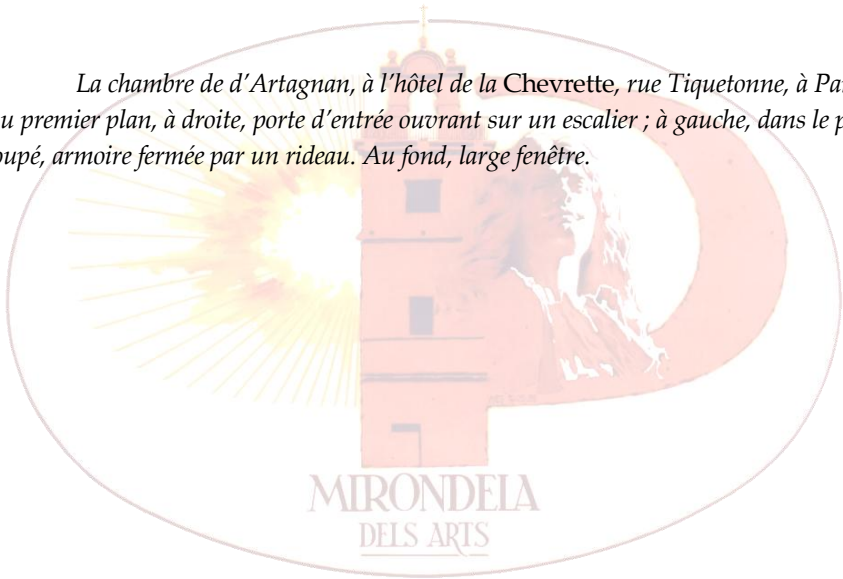 La chambre de d’Artagnan, à l’hôtel de la Chevrette, rue Tiquetonne, à Pa
u premier plan, à droite, porte d’entrée ouvrant sur un escalier ; à gauche, dans le p
oupé, armoire fermée par un rideau. Au fond, large fenêtre.
MIRONDELA
DELS ARTS